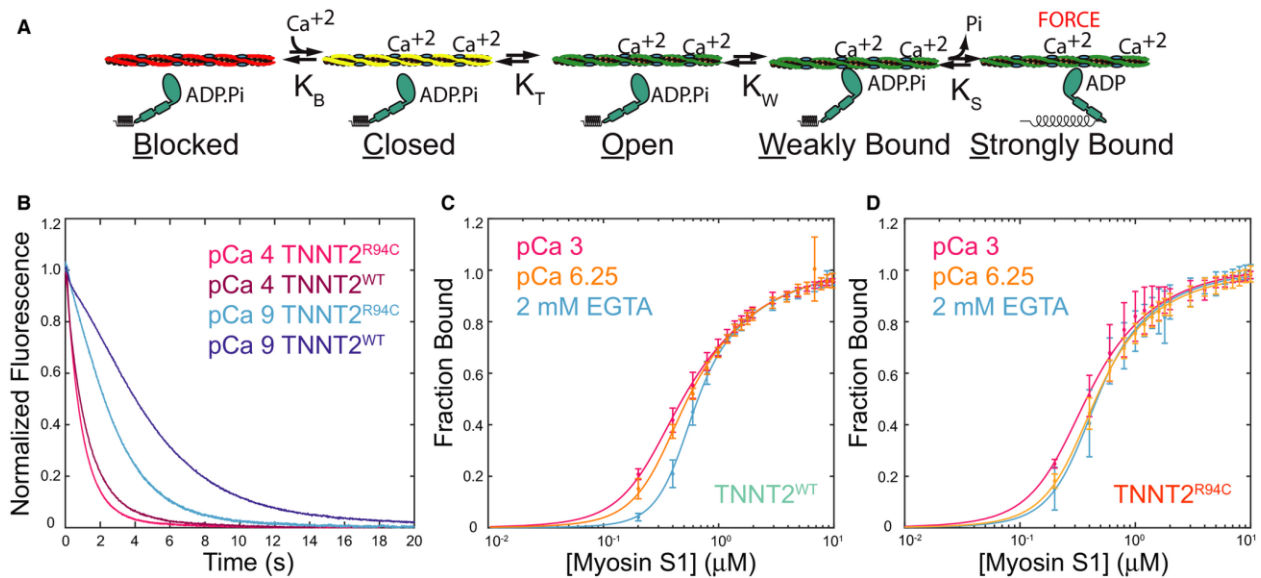 A
Ca+2
Ca+2 Ca+2
Ca+2 Ca+2
Ca+2 Ca+2
Pi
FORCE
Ca+2 Ca+2
ADP.Pi
KB
ADP.Pi
KT
ADP.Pi
KW
ADP.Pi
KS
ADP
Blocked
Closed
Open
Weakly Bound
Strongly Bound
B
1.2
1.0
0.8
0.6
0.4
0.2
0
Normalized Fluorescence
pCa 4 TNNT2R94C
pCa 4 TNNT2WT
pCa 9 TNNT2R94C
pCa 9 TNNT2WT
0 2 4 6 8 10 12 14 16 18 20
Time (s)
C
1.2
1.0
0.8
0.6
0.4
0.2
0
Fraction Bound
pCa 3
pCa 6.25
2 mM EGTA
TNNT2WT
10-2 10-1 100 101
[Myosin S1] (μM)
D
1.2
1.0
0.8
0.6
0.4
0.2
0
Fraction Bound
pCa 3
pCa 6.25
2 mM EGTA
TNNT2R94C
10-2 10-1 100 101
[Myosin S1] (μM)